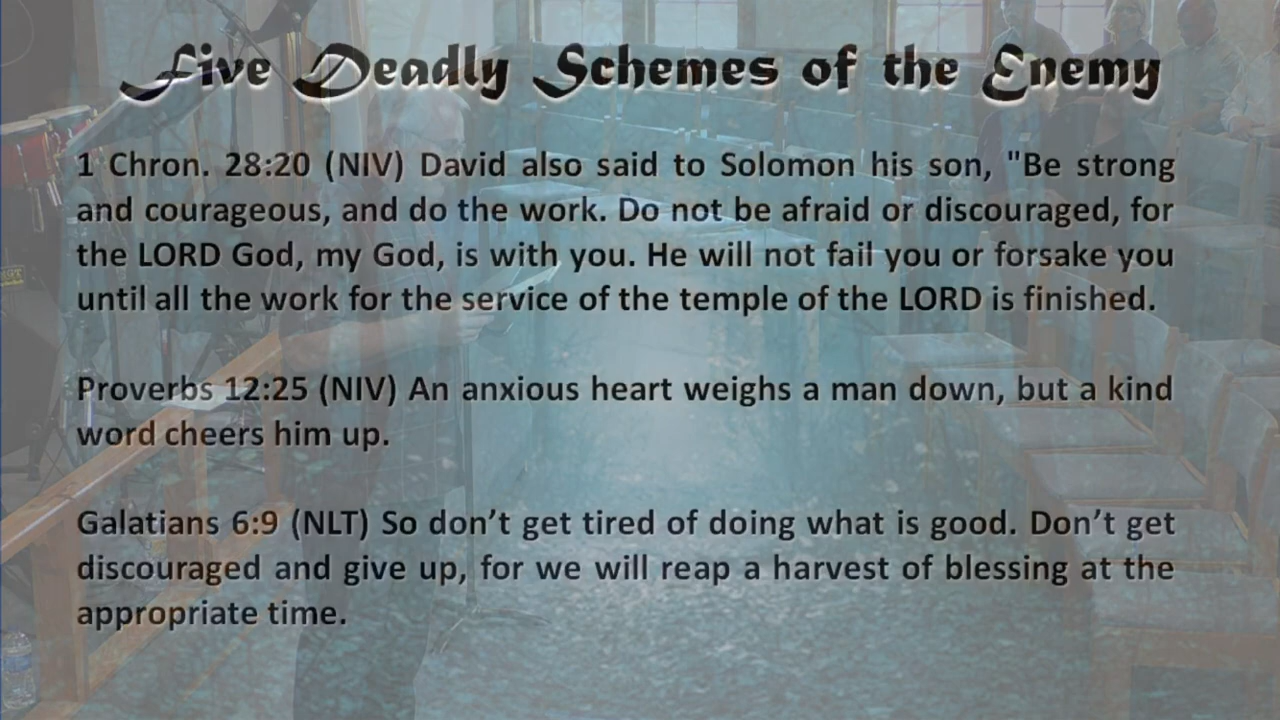 Five Deadly Schemes of the Enemy
1 Chron. 28:20 (NIV) David also said to Solomon his son, "Be strong
and courageous, and do the work. Do not be afraid or discouraged, for
the LORD God, my God, is with you. He will not fail you or forsake you
until all the work for the service of the temple of the LORD is finished.
Proverbs 12:25 (NIV) An anxious heart weighs a man down, but a kind
word cheers him up.
Galatians 6:9 (NLT) So don’t get tired of doing what is good. Don’t get
discouraged and give up, for we will reap a harvest of blessing at the
appropriate time.